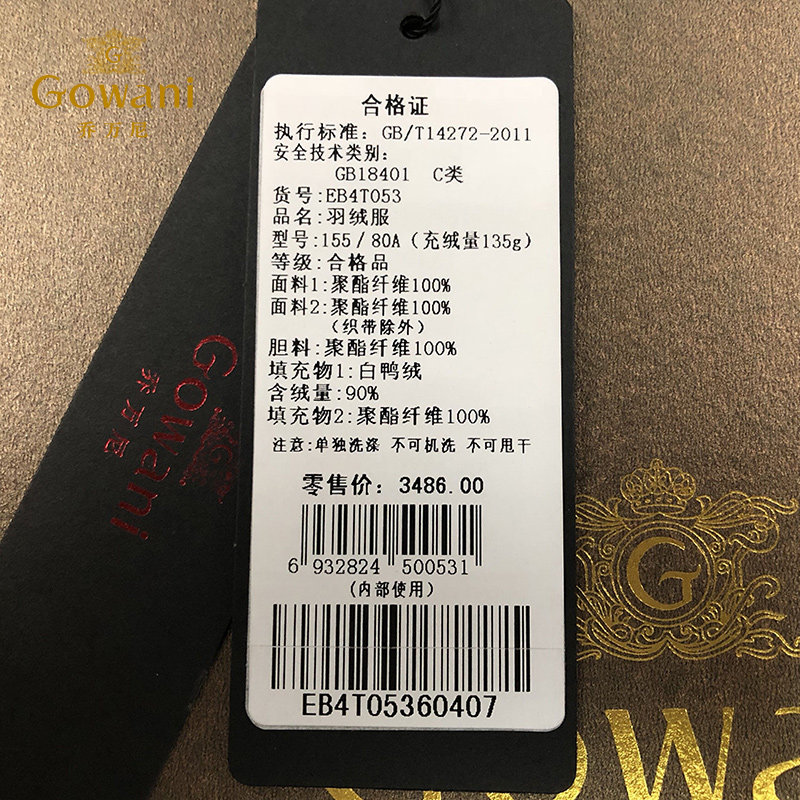 Gowani
乔万尼
合格证
执行标准：GB/T14272-2011
安全技术类别：
GB18401 C类
货号：EB4T053
品名：羽绒服
型号：155/80A（充绒量135g）
等级：合格品
面料1：聚酯纤维100%
面料2：聚酯纤维100%
（织带除外）
胆料：聚酯纤维100%
填充物1：白鸭绒
含绒量：90%
填充物2：聚酯纤维100%
注意：单独洗涤 不可机洗 不可甩干
零售价：3486.00
6 932824 500531
（内部使用）
EB4T05360407
Gowani
乔万尼
G
Gowani